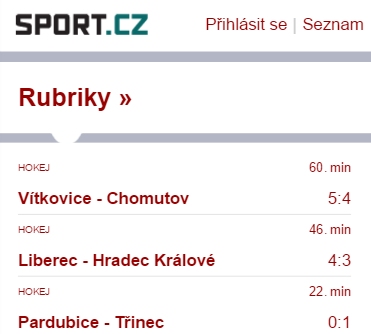 SPORT.CZ Přihlásit se | Seznam
Rubriky »
HOKEJ 60. min
Vítkovice - Chomutov 5:4
HOKEJ 46. min
Liberec - Hradec Králové 4:3
HOKEJ 22. min
Pardubice - Třinec 0:1